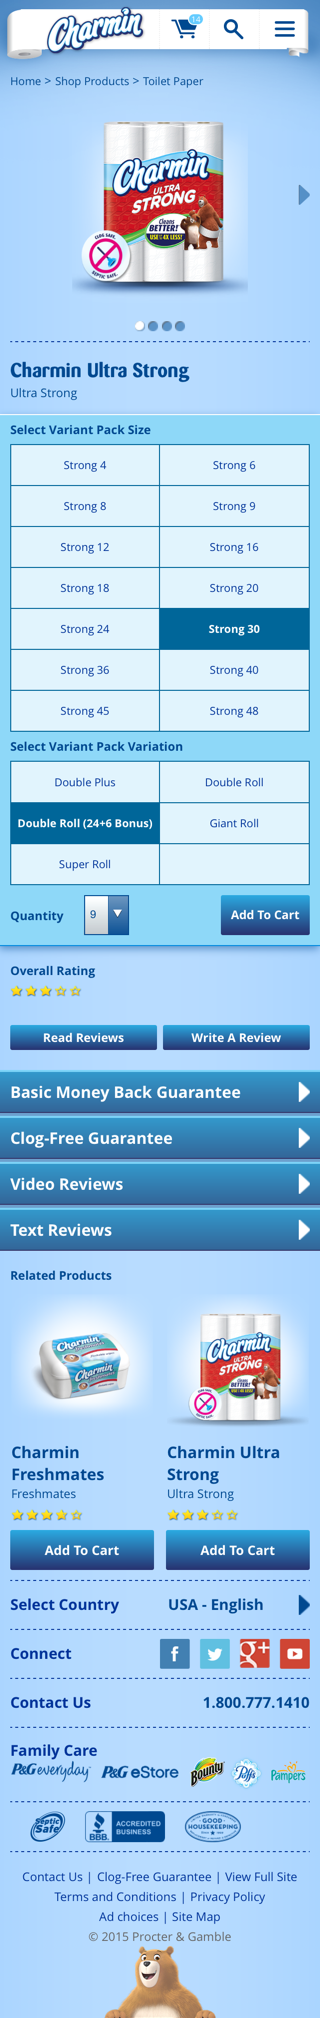 Charmin
14
Home > Shop Products > Toilet Paper
Charmin
ULTRA
STRONG
Cleans
BETTER!
USE UP TO 4X LESS!
CLOG SAFE.
SEPTIC SAFE.
Charmin Ultra Strong
Ultra Strong
Select Variant Pack Size
Strong 4
Strong 6
Strong 8
Strong 9
Strong 12
Strong 16
Strong 18
Strong 20
Strong 24
Strong 30
Strong 36
Strong 40
Strong 45
Strong 48
Select Variant Pack Variation
Double Plus
Double Roll
Double Roll (24+6 Bonus)
Giant Roll
Super Roll
Quantity
9
Add To Cart
Overall Rating
Read Reviews
Write A Review
Basic Money Back Guarantee
Clog-Free Guarantee
Video Reviews
Text Reviews
Related Products
Charmin
Charmin
Charmin
ULTRA
STRONG
Charmin
Freshmates
Freshmates
Charmin Ultra
Strong
Ultra Strong
Add To Cart
Add To Cart
Select Country
USA - English
Connect
f
g+
Contact Us
1.800.777.1410
Family Care
P&G everyday
P&G eStore
Bounty
Puffs
Pampers
Septic
Safe
BBB
ACCREDITED
BUSINESS
GOOD
HOUSEKEEPING
Contact Us | Clog-Free Guarantee | View Full Site
Terms and Conditions | Privacy Policy
Ad choices | Site Map
© 2015 Procter & Gamble